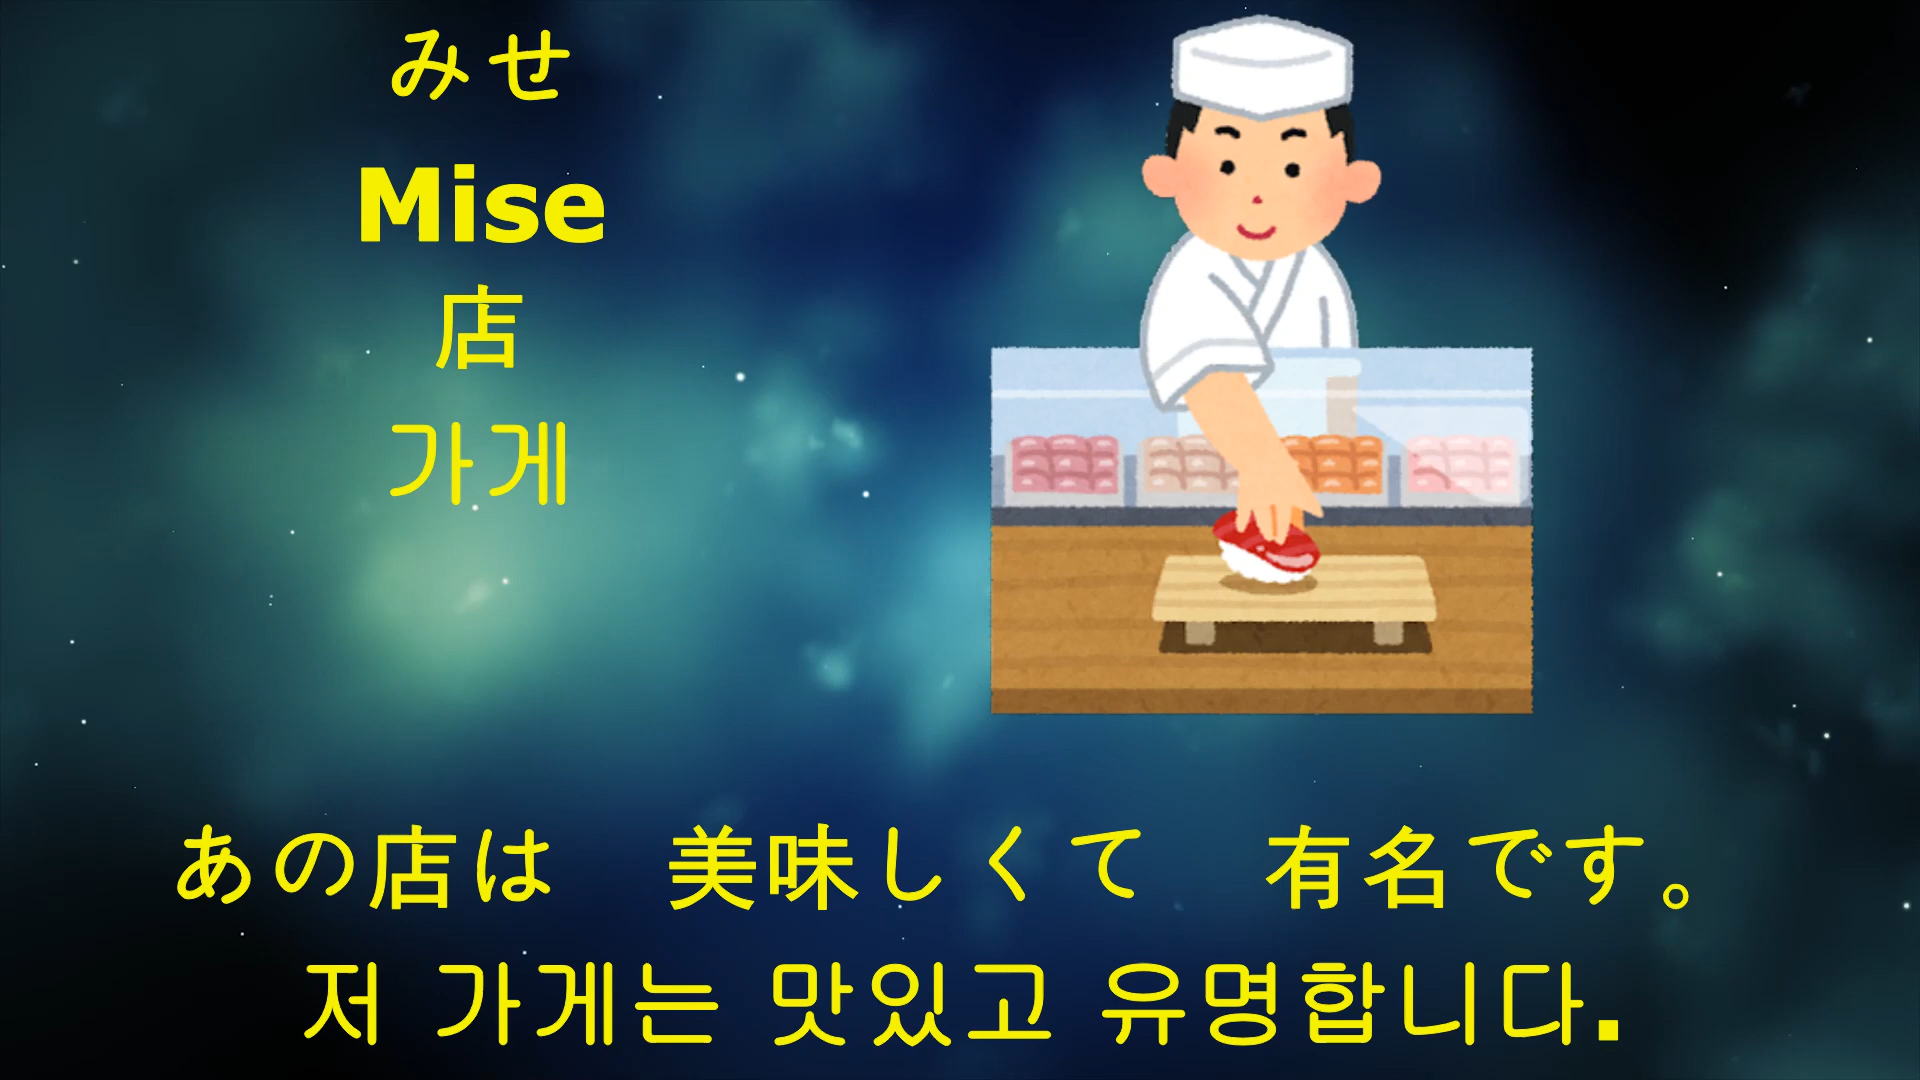 みせ
Mise
店
가게
あの店は　美味しくて　有名です。
저 가게는 맛있고 유명합니다.